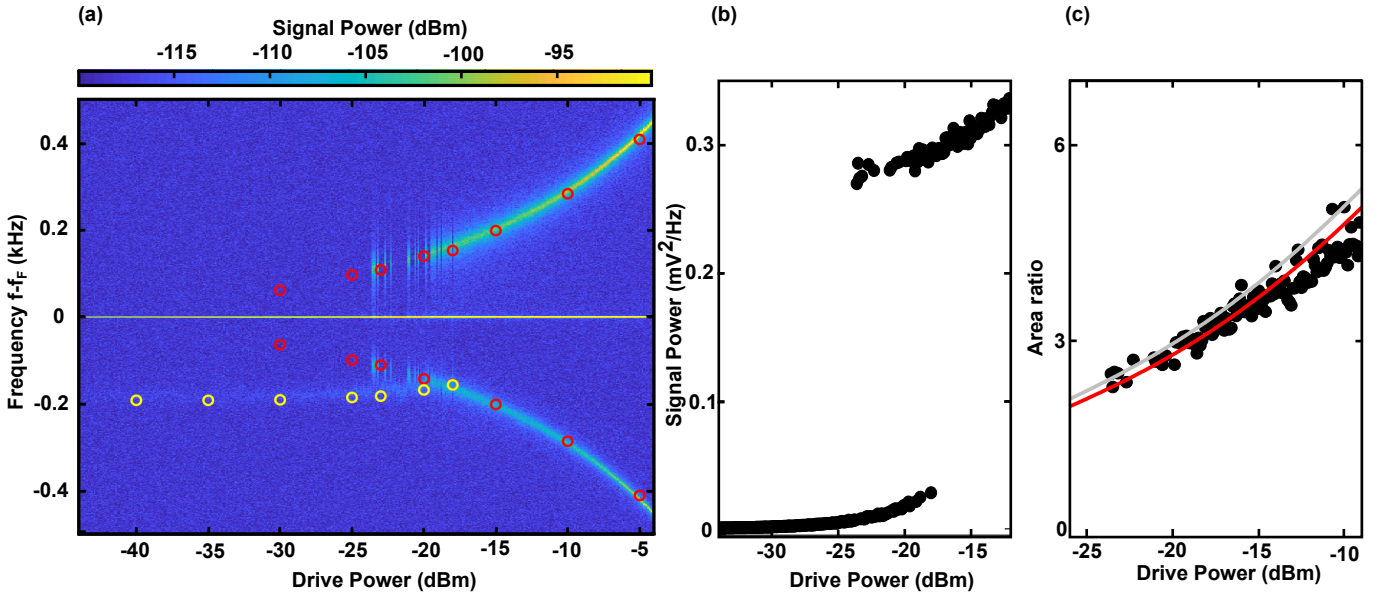 (a)
Signal Power (dBm)
-115 -110 -105 -100 -95
0.4
0.2
0
-0.2
-0.4
Frequency f-f_F (kHz)
-40 -35 -30 -25 -20 -15 -10 -5
Drive Power (dBm)
(b)
0.3
0.2
0.1
0
Signal Power (mV²/Hz)
-30 -25 -20 -15
Drive Power (dBm)
(c)
6
3
0
Area ratio
-25 -20 -15 -10
Drive Power (dBm)